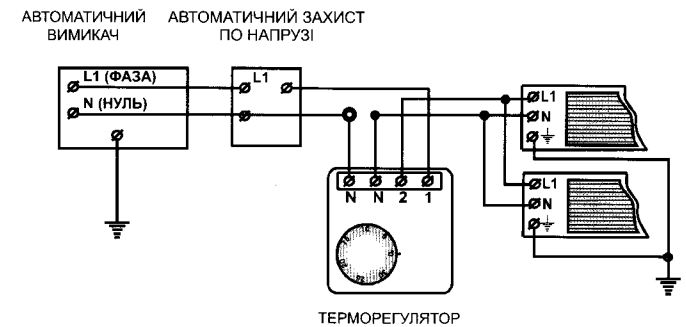 АВТОМАТИЧНИЙ
ВИМИКАЧ
АВТОМАТИЧНИЙ ЗАХИСТ
ПО НАПРУЗІ
L1 (ФАЗА)
N (НУЛЬ)
L1
L1
N
L1
N
N N 2 1
ТЕРМОРЕГУЛЯТОР